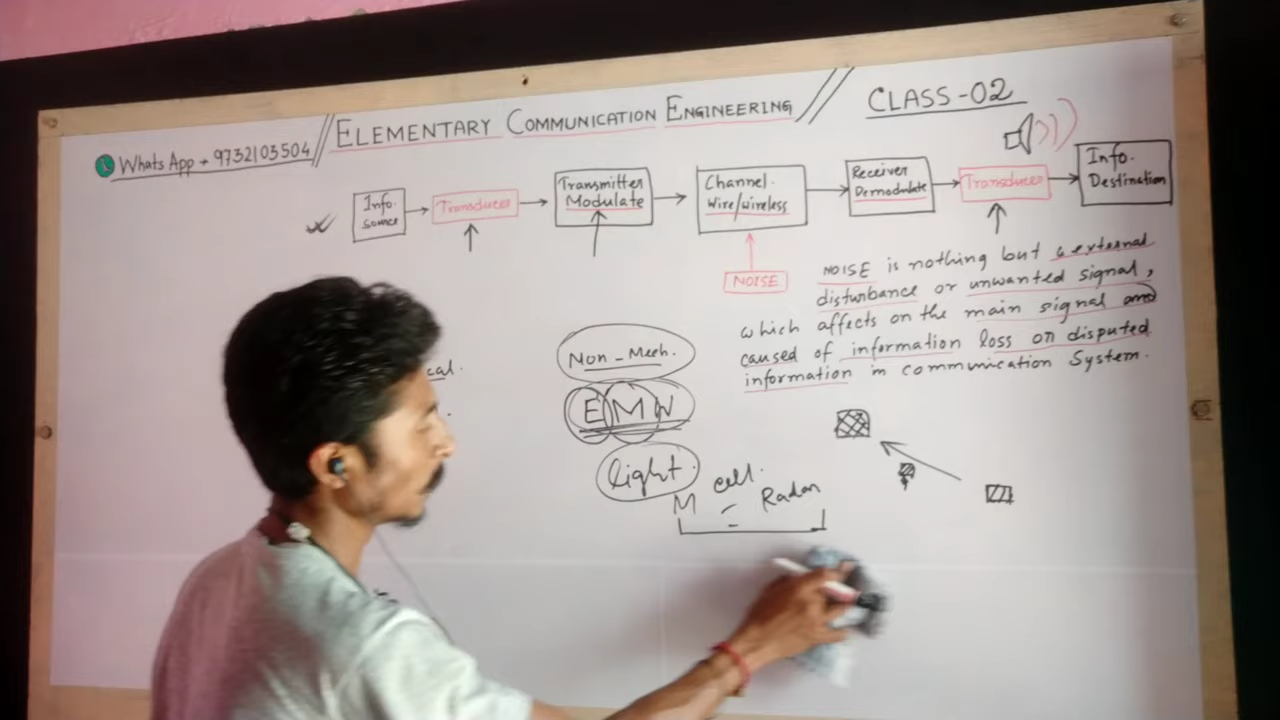 WhatsApp → 9732103504 // ELEMENTARY COMMUNICATION ENGINEERING // CLASS-02
Info. source
Transducer
Transmitter Modulate
Channel. Wire/wireless
Receiver Demodulate
Transducer
Info. Destination
NOISE
NOISE is nothing but a external
disturbance or unwanted signal,
which affects on the main signal and
caused of information loss or disputed
information in communication System.
cal.
Non-Mech.
EMW
light.
M cell. Radar